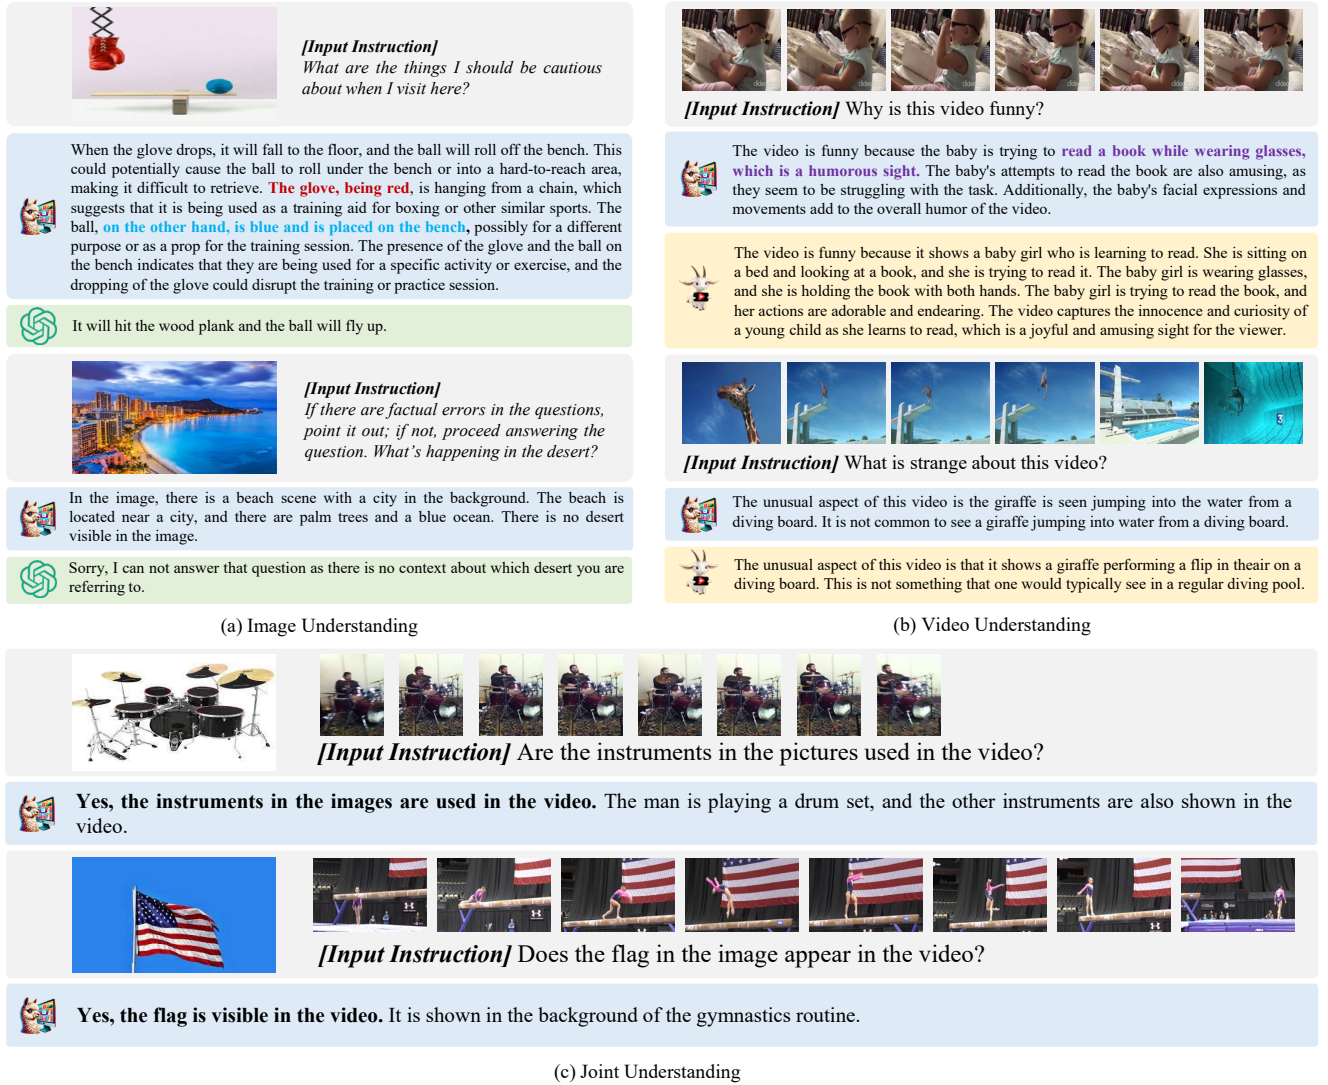 [Input Instruction]
What are the things I should be cautious
about when I visit here?
When the glove drops, it will fall to the floor, and the ball will roll off the bench. This
could potentially cause the ball to roll under the bench or into a hard-to-reach area,
making it difficult to retrieve. The glove, being red, is hanging from a chain, which
suggests that it is being used as a training aid for boxing or other similar sports. The
ball, on the other hand, is blue and is placed on the bench, possibly for a different
purpose or as a prop for the training session. The presence of the glove and the ball on
the bench indicates that they are being used for a specific activity or exercise, and the
dropping of the glove could disrupt the training or practice session.
It will hit the wood plank and the ball will fly up.
[Input Instruction]
If there are factual errors in the questions,
point it out; if not, proceed answering the
question. What's happening in the desert?
In the image, there is a beach scene with a city in the background. The beach is
located near a city, and there are palm trees and a blue ocean. There is no desert
visible in the image.
Sorry, I can not answer that question as there is no context about which desert you are
referring to.
(a) Image Understanding
[Input Instruction] Why is this video funny?
The video is funny because the baby is trying to read a book while wearing glasses,
which is a humorous sight. The baby's attempts to read the book are also amusing, as
they seem to be struggling with the task. Additionally, the baby's facial expressions and
movements add to the overall humor of the video.
The video is funny because it shows a baby girl who is learning to read. She is sitting on
a bed and looking at a book, and she is trying to read it. The baby girl is wearing glasses,
and she is holding the book with both hands. The baby girl is trying to read the book, and
her actions are adorable and endearing. The video captures the innocence and curiosity of
a young child as she learns to read, which is a joyful and amusing sight for the viewer.
[Input Instruction] What is strange about this video?
3
The unusual aspect of this video is the giraffe is seen jumping into the water from a
diving board. It is not common to see a giraffe jumping into water from a diving board.
The unusual aspect of this video is that it shows a giraffe performing a flip in theair on a
diving board. This is not something that one would typically see in a regular diving pool.
(b) Video Understanding
[Input Instruction] Are the instruments in the pictures used in the video?
Yes, the instruments in the images are used in the video. The man is playing a drum set, and the other instruments are also shown in the
video.
[Input Instruction] Does the flag in the image appear in the video?
Yes, the flag is visible in the video. It is shown in the background of the gymnastics routine.
(c) Joint Understanding